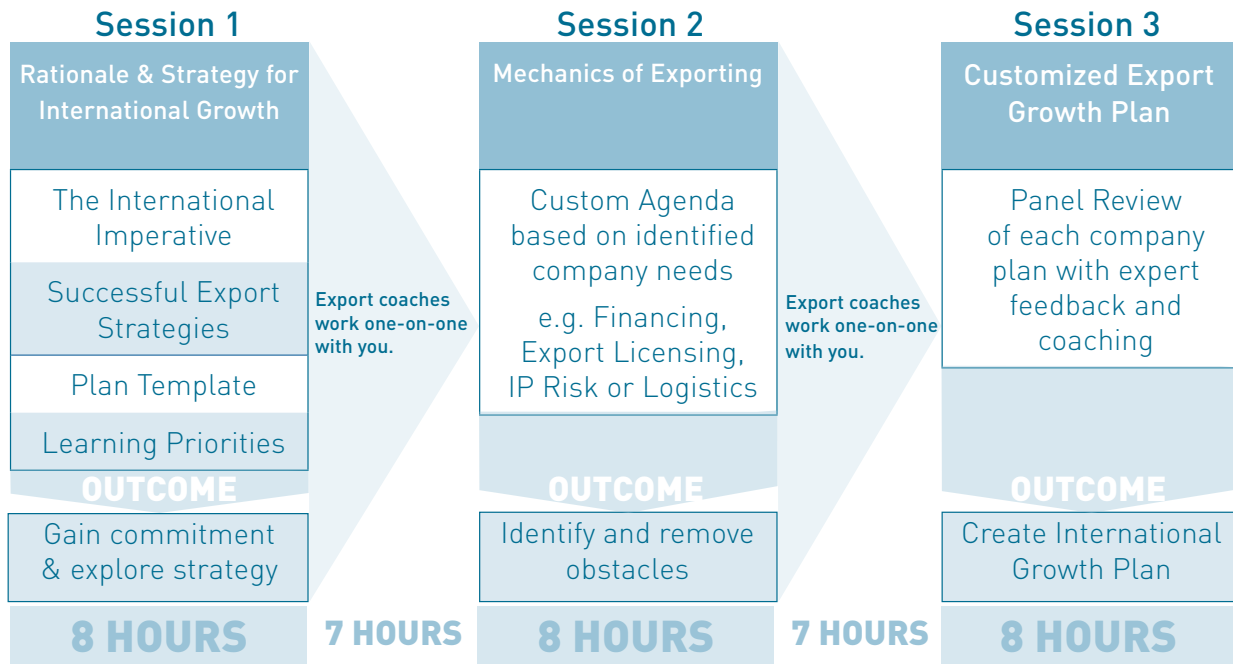 Session 1
Rationale & Strategy for
International Growth
The International
Imperative
Successful Export
Strategies
Plan Template
Learning Priorities
OUTCOME
Gain commitment
& explore strategy
8 HOURS
Export coaches
work one-on-one
with you.
7 HOURS
Session 2
Mechanics of Exporting
Custom Agenda
based on identified
company needs
e.g. Financing,
Export Licensing,
IP Risk or Logistics
OUTCOME
Identify and remove
obstacles
8 HOURS
Export coaches
work one-on-one
with you.
7 HOURS
Session 3
Customized Export
Growth Plan
Panel Review
of each company
plan with expert
feedback and
coaching
OUTCOME
Create International
Growth Plan
8 HOURS